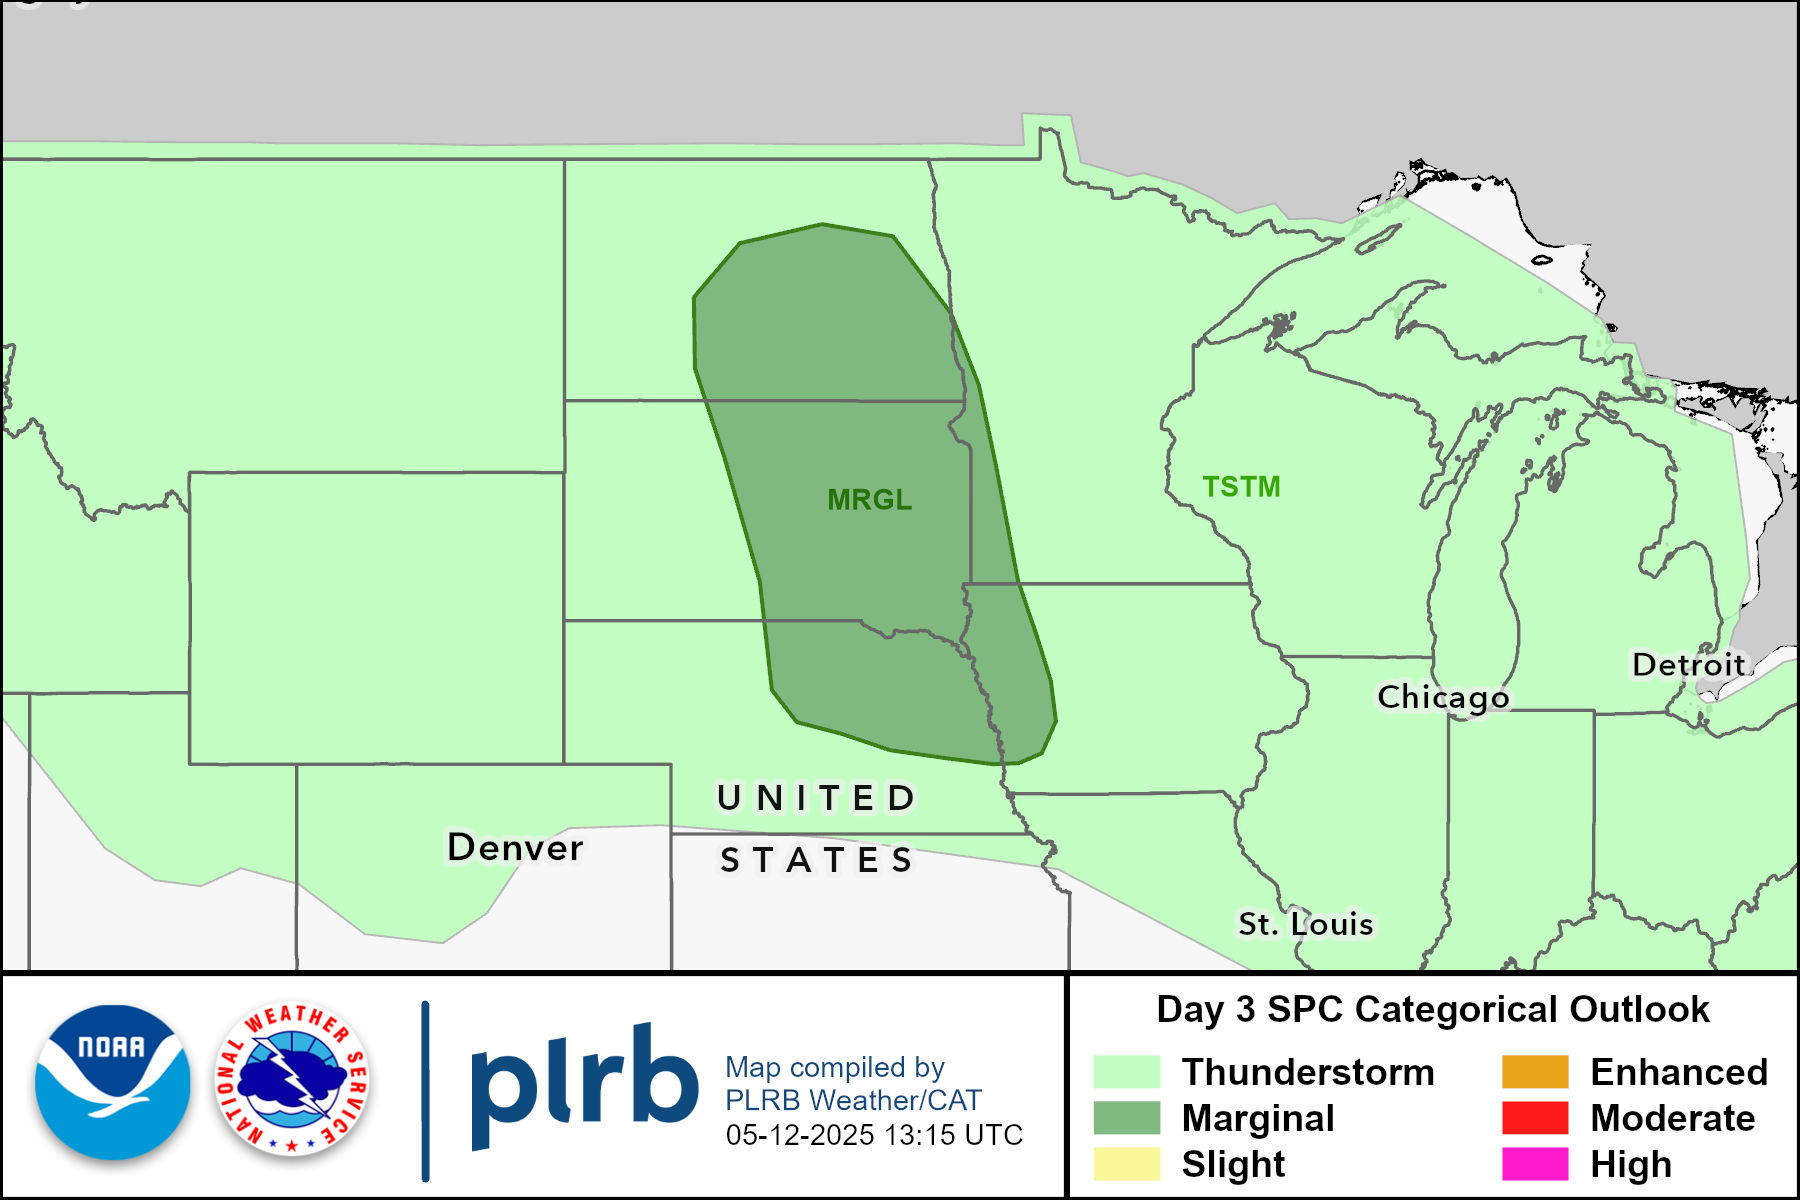 MRGL
TSTM
Detroit
Chicago
UNITED
STATES
Denver
St. Louis
NOAA
NATIONAL WEATHER SERVICE
plrb
Map compiled by
PLRB Weather/CAT
05-12-2025 13:15 UTC
Day 3 SPC Categorical Outlook
Thunderstorm
Marginal
Slight
Enhanced
Moderate
High